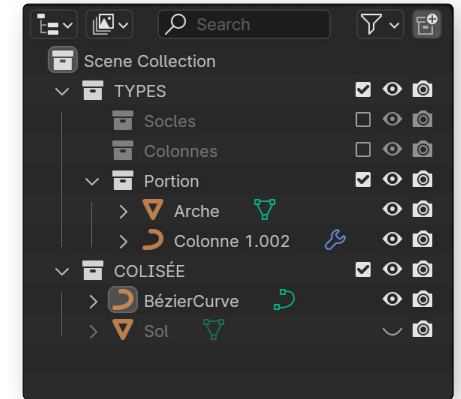 Search
Scene Collection
TYPES
Socles
Colonnes
Portion
Arche
Colonne 1.002
COLISÉE
BézierCurve
Sol